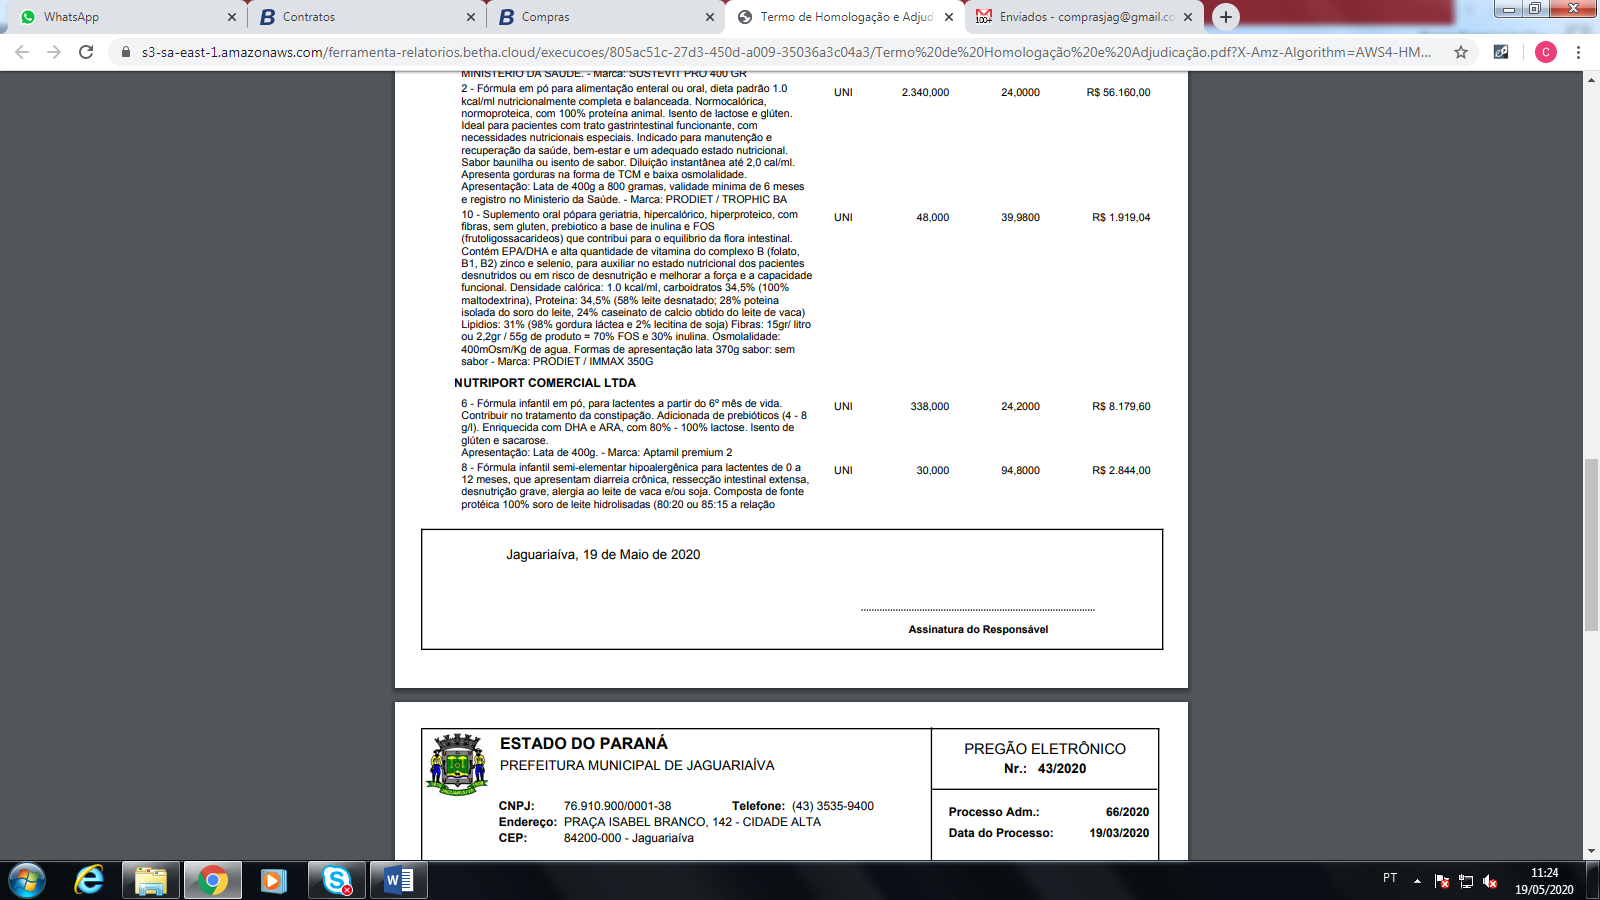 WhatsApp
Contratos
Compras
Termo de Homologação e Adjud
Enviados - comprasjag@gmail.co
s3-sa-east-1.amazonaws.com/ferramenta-relatorios.betha.cloud/execucoes/805ac51c-27d3-450d-a009-35036a3c04a3/Termo%20de%20Homologação%20e%20Adjudicação.pdf?X-Amz-Algorithm=AWS4-HM...
C
MINISTERIO DA SAUDE. - Marca: SUSTEVIT PRO 400 GR
2 - Fórmula em pó para alimentação enteral ou oral, dieta padrão 1.0 UNI 2.340,000 24,0000 R$ 56.160,00
kcal/ml nutricionalmente completa e balanceada. Normocalórica,
normoproteica, com 100% proteína animal. Isento de lactose e glúten.
Ideal para pacientes com trato gastrintestinal funcionante, com
necessidades nutricionais especiais. Indicado para manutenção e
recuperação da saúde, bem-estar e um adequado estado nutricional.
Sabor baunilha ou isento de sabor. Diluição instantânea até 2,0 cal/ml.
Apresenta gorduras na forma de TCM e baixa osmolalidade.
Apresentação: Lata de 400g a 800 gramas, validade minima de 6 meses
e registro no Ministerio da Saúde. - Marca: PRODIET / TROPHIC BA
10 - Suplemento oral pópara geriatria, hipercalórico, hiperproteico, com UNI 48,000 39,9800 R$ 1.919,04
fibras, sem gluten, prebiotico a base de inulina e FOS
(frutoligossacarideos) que contribui para o equilibrio da flora intestinal.
Contém EPA/DHA e alta quantidade de vitamina do complexo B (folato,
B1, B2) zinco e selenio, para auxiliar no estado nutricional dos pacientes
desnutridos ou em risco de desnutrição e melhorar a força e a capacidade
funcional. Densidade calórica: 1.0 kcal/ml, carboidratos 34,5% (100%
maltodextrina), Proteina: 34,5% (58% leite desnatado; 28% poteina
isolada do soro do leite, 24% caseinato de calcio obtido do leite de vaca)
Lipidios: 31% (98% gordura láctea e 2% lecitina de soja) Fibras: 15gr/ litro
ou 2,2gr / 55g de produto = 70% FOS e 30% inulina. Osmolalidade:
400mOsm/Kg de agua. Formas de apresentação lata 370g sabor: sem
sabor - Marca: PRODIET / IMMAX 350G
NUTRIPORT COMERCIAL LTDA
6 - Fórmula infantil em pó, para lactentes a partir do 6º mês de vida. UNI 338,000 24,2000 R$ 8.179,60
Contribuir no tratamento da constipação. Adicionada de prebióticos (4 - 8
g/l). Enriquecida com DHA e ARA, com 80% - 100% lactose. Isento de
glúten e sacarose.
Apresentação: Lata de 400g. - Marca: Aptamil premium 2
8 - Fórmula infantil semi-elementar hipoalergênica para lactentes de 0 a UNI 30,000 94,8000 R$ 2.844,00
12 meses, que apresentam diarreia crônica, ressecção intestinal extensa,
desnutrição grave, alergia ao leite de vaca e/ou soja. Composta de fonte
protéica 100% soro de leite hidrolisadas (80:20 ou 85:15 a relação
Jaguariaíva, 19 de Maio de 2020
Assinatura do Responsável
ESTADO DO PARANÁ
PREFEITURA MUNICIPAL DE JAGUARIAÍVA
PREGÃO ELETRÔNICO
Nr.: 43/2020
CNPJ: 76.910.900/0001-38 Telefone: (43) 3535-9400
Endereço: PRAÇA ISABEL BRANCO, 142 - CIDADE ALTA
CEP: 84200-000 - Jaguariaíva
Processo Adm.: 66/2020
Data do Processo: 19/03/2020
PT
11:24
19/05/2020